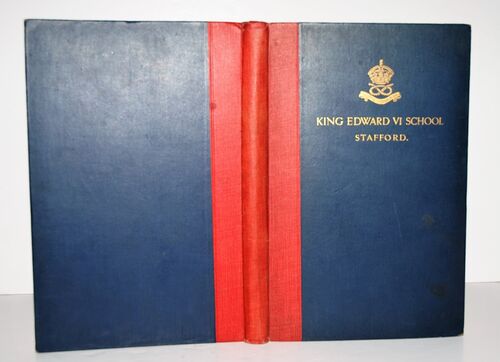 KING EDWARD VI SCHOOL
STAFFORD.